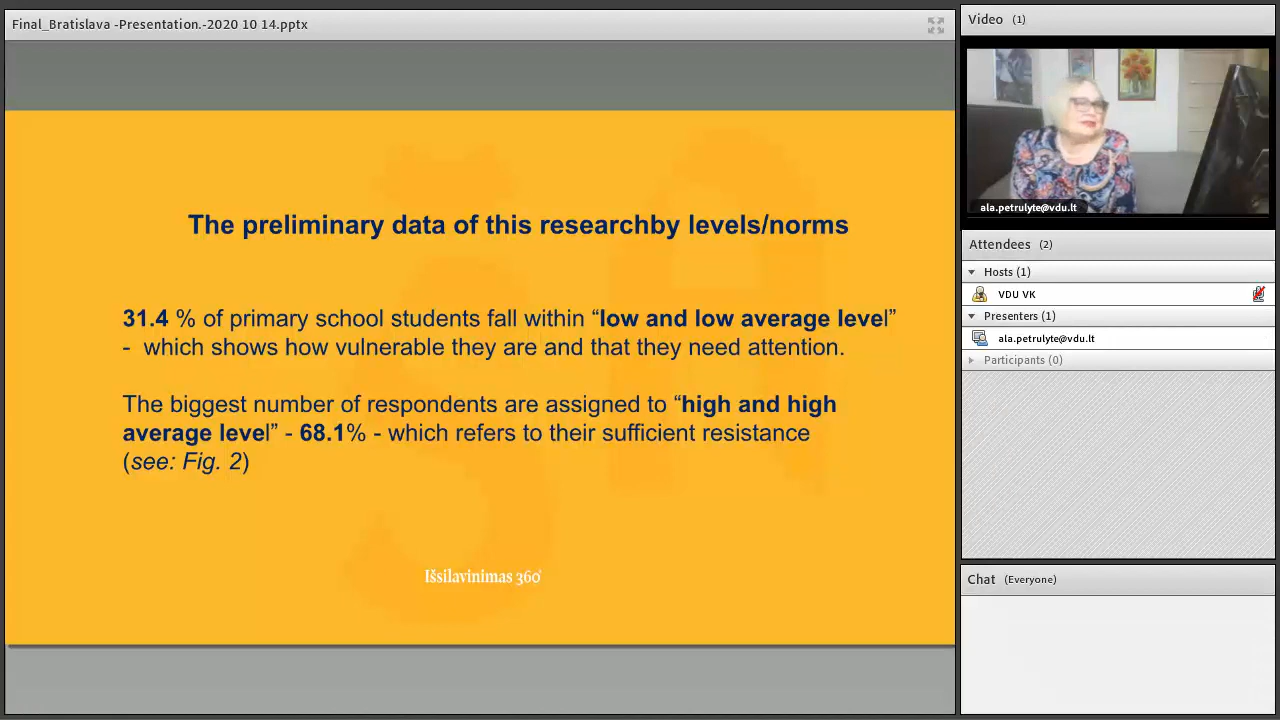 Final_Bratislava -Presentation.-2020 10 14.pptx
The preliminary data of this researchby levels/norms
31.4 % of primary school students fall within “low and low average level”
- which shows how vulnerable they are and that they need attention.
The biggest number of respondents are assigned to “high and high
average level” - 68.1% - which refers to their sufficient resistance
(see: Fig. 2)
Išsilavinimas 360°
Video (1)
ala.petrulyte@vdu.lt
Attendees (2)
Hosts (1)
VDU VK
Presenters (1)
ala.petrulyte@vdu.lt
Participants (0)
Chat (Everyone)